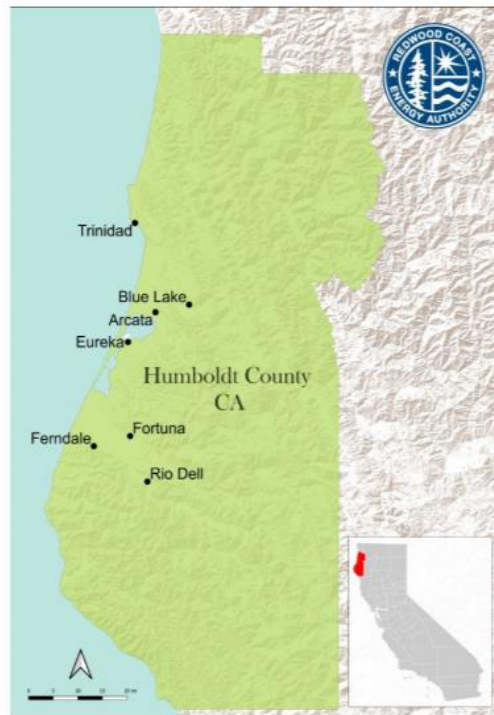 REDWOOD COAST
ENERGY AUTHORITY
Trinidad
Blue Lake
Arcata
Eureka
Humboldt County
CA
Fortuna
Ferndale
Rio Dell